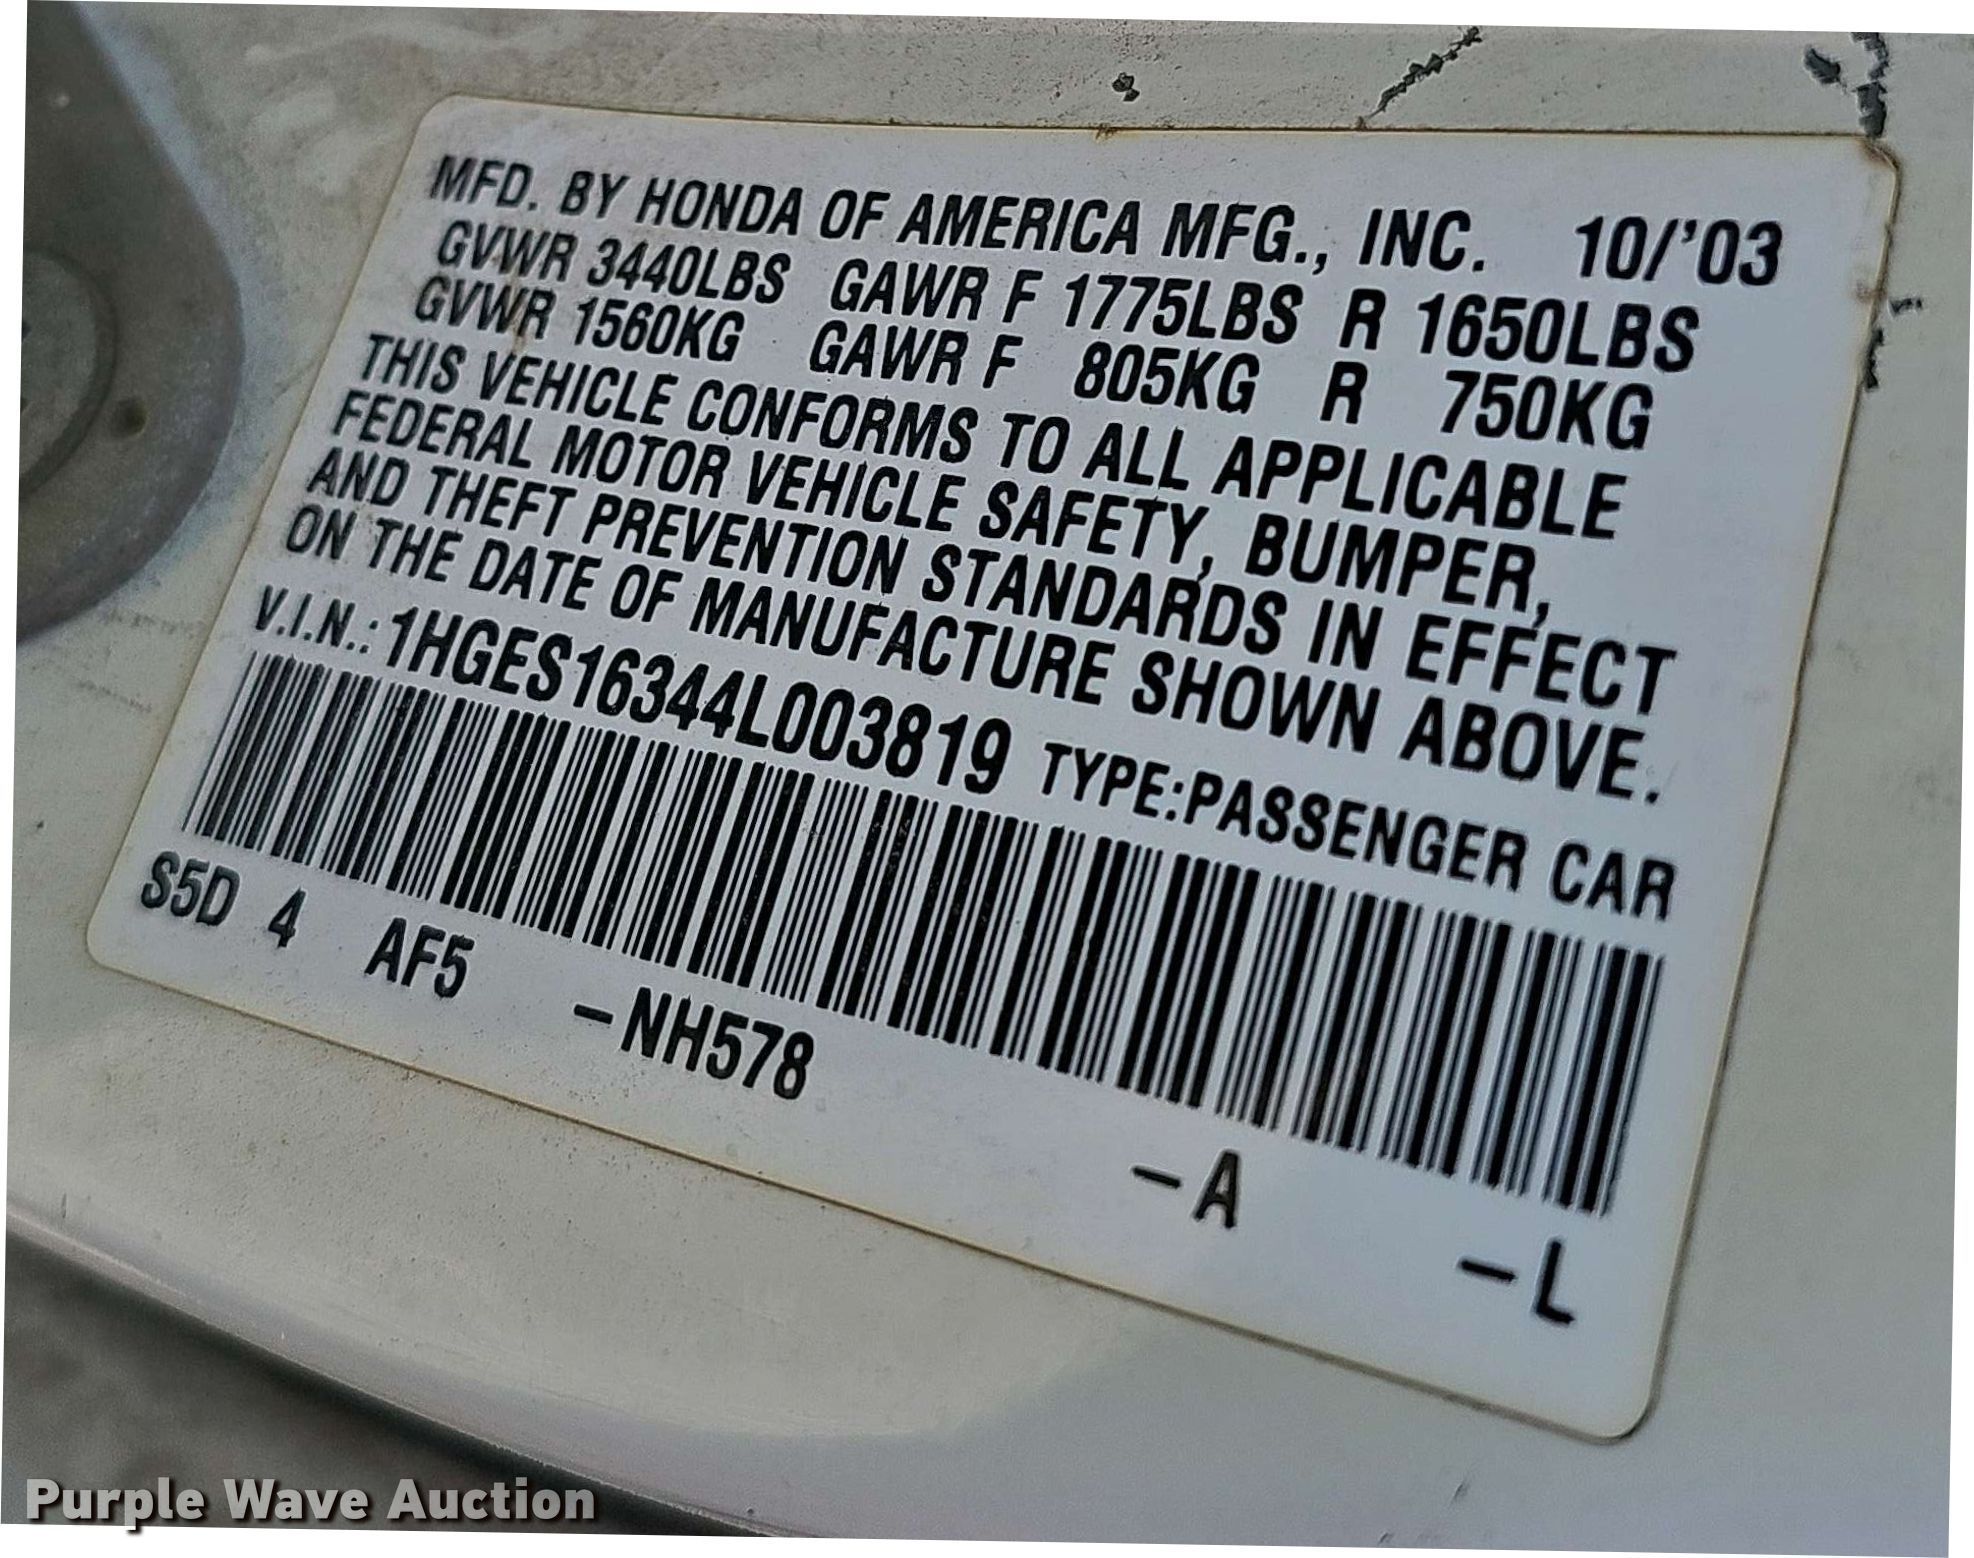 MFD. BY HONDA OF AMERICA MFG., INC. 10/'03
GVWR 3440LBS GAWR F 1775LBS R 1650LBS
GVWR 1560KG GAWR F 805KG R 750KG
THIS VEHICLE CONFORMS TO ALL APPLICABLE
FEDERAL MOTOR VEHICLE SAFETY, BUMPER,
AND THEFT PREVENTION STANDARDS IN EFFECT
ON THE DATE OF MANUFACTURE SHOWN ABOVE.
V.I.N.: 1HGES16344L003819 TYPE:PASSENGER CAR
S5D 4 AF5 –NH578 –A –L
Purple Wave Auction